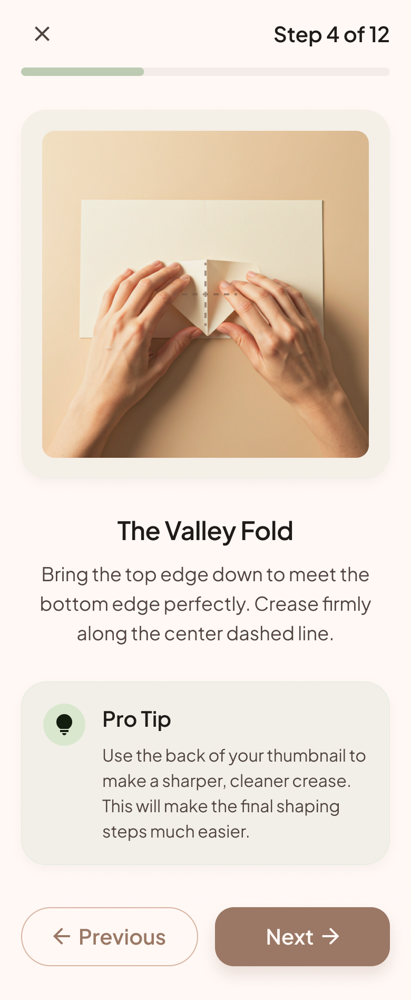 Step 4 of 12
The Valley Fold
Bring the top edge down to meet the
bottom edge perfectly. Crease firmly
along the center dashed line.
Pro Tip
Use the back of your thumbnail to
make a sharper, cleaner crease.
This will make the final shaping
steps much easier.
← Previous
Next →